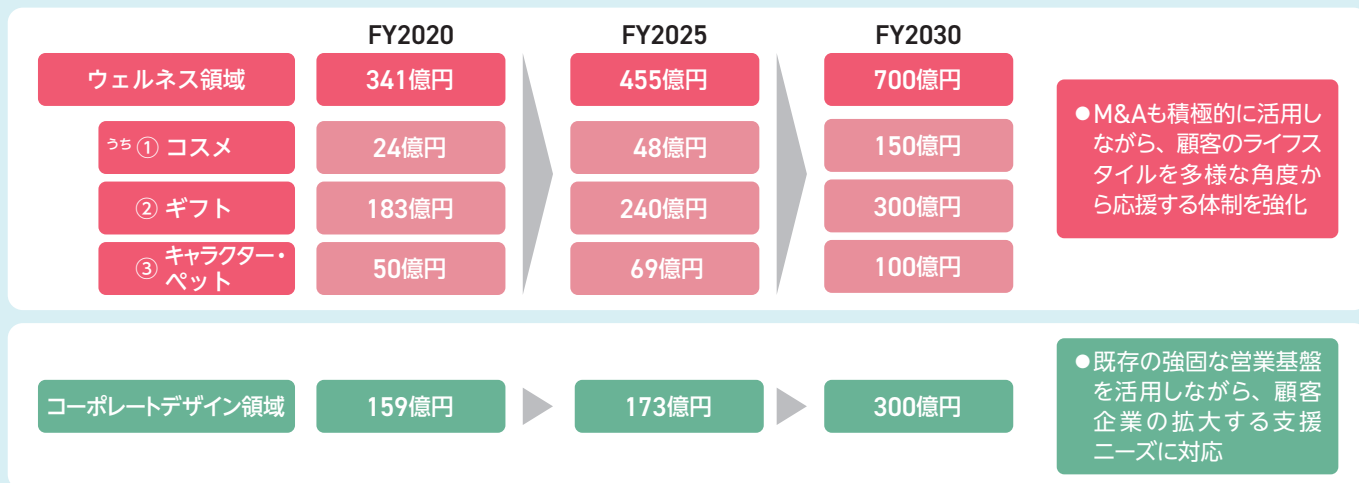 FY2020 FY2025 FY2030
ウェルネス領域 341億円 455億円 700億円
うち ① コスメ 24億円 48億円 150億円
② ギフト 183億円 240億円 300億円
③ キャラクター・
ペット 50億円 69億円 100億円
●M&Aも積極的に活用し
ながら、顧客のライフス
タイルを多様な角度か
ら応援する体制を強化
コーポレートデザイン領域 159億円 173億円 300億円
●既存の強固な営業基盤
を活用しながら、顧客
企業の拡大する支援
ニーズに対応